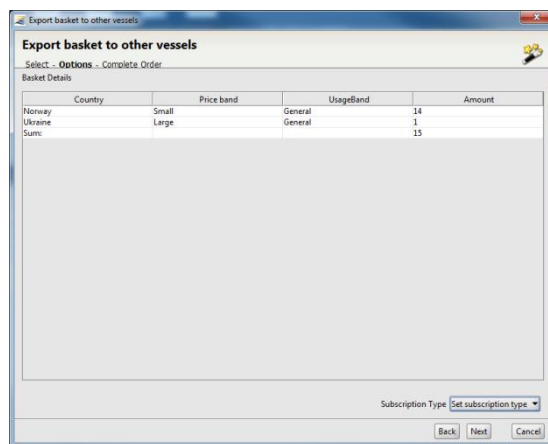 Export basket to other vessels
Export basket to other vessels
Select - Options - Complete Order
Basket Details
Country Price band UsageBand Amount
Norway Small General 14
Ukraine Large General 1
Sum: 15
Subscription Type Set subscription type
Back Next Cancel